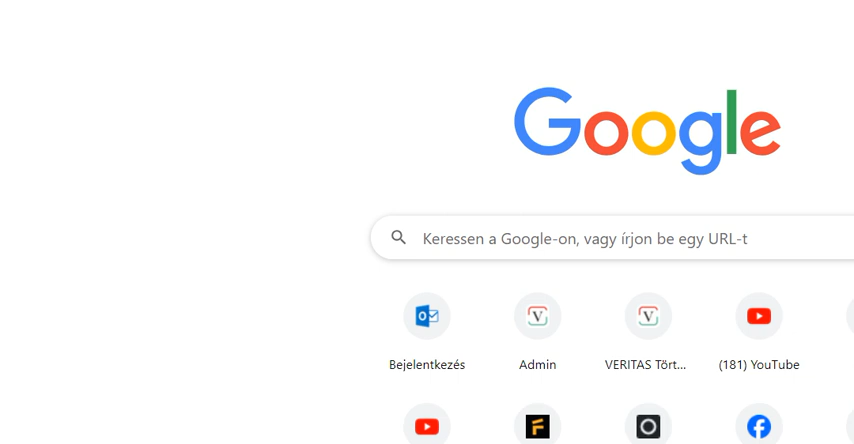 Google
Keressen a Google-on, vagy írjon be egy URL-t
Bejelentkezés
Admin
VERITAS Tört...
(181) YouTube